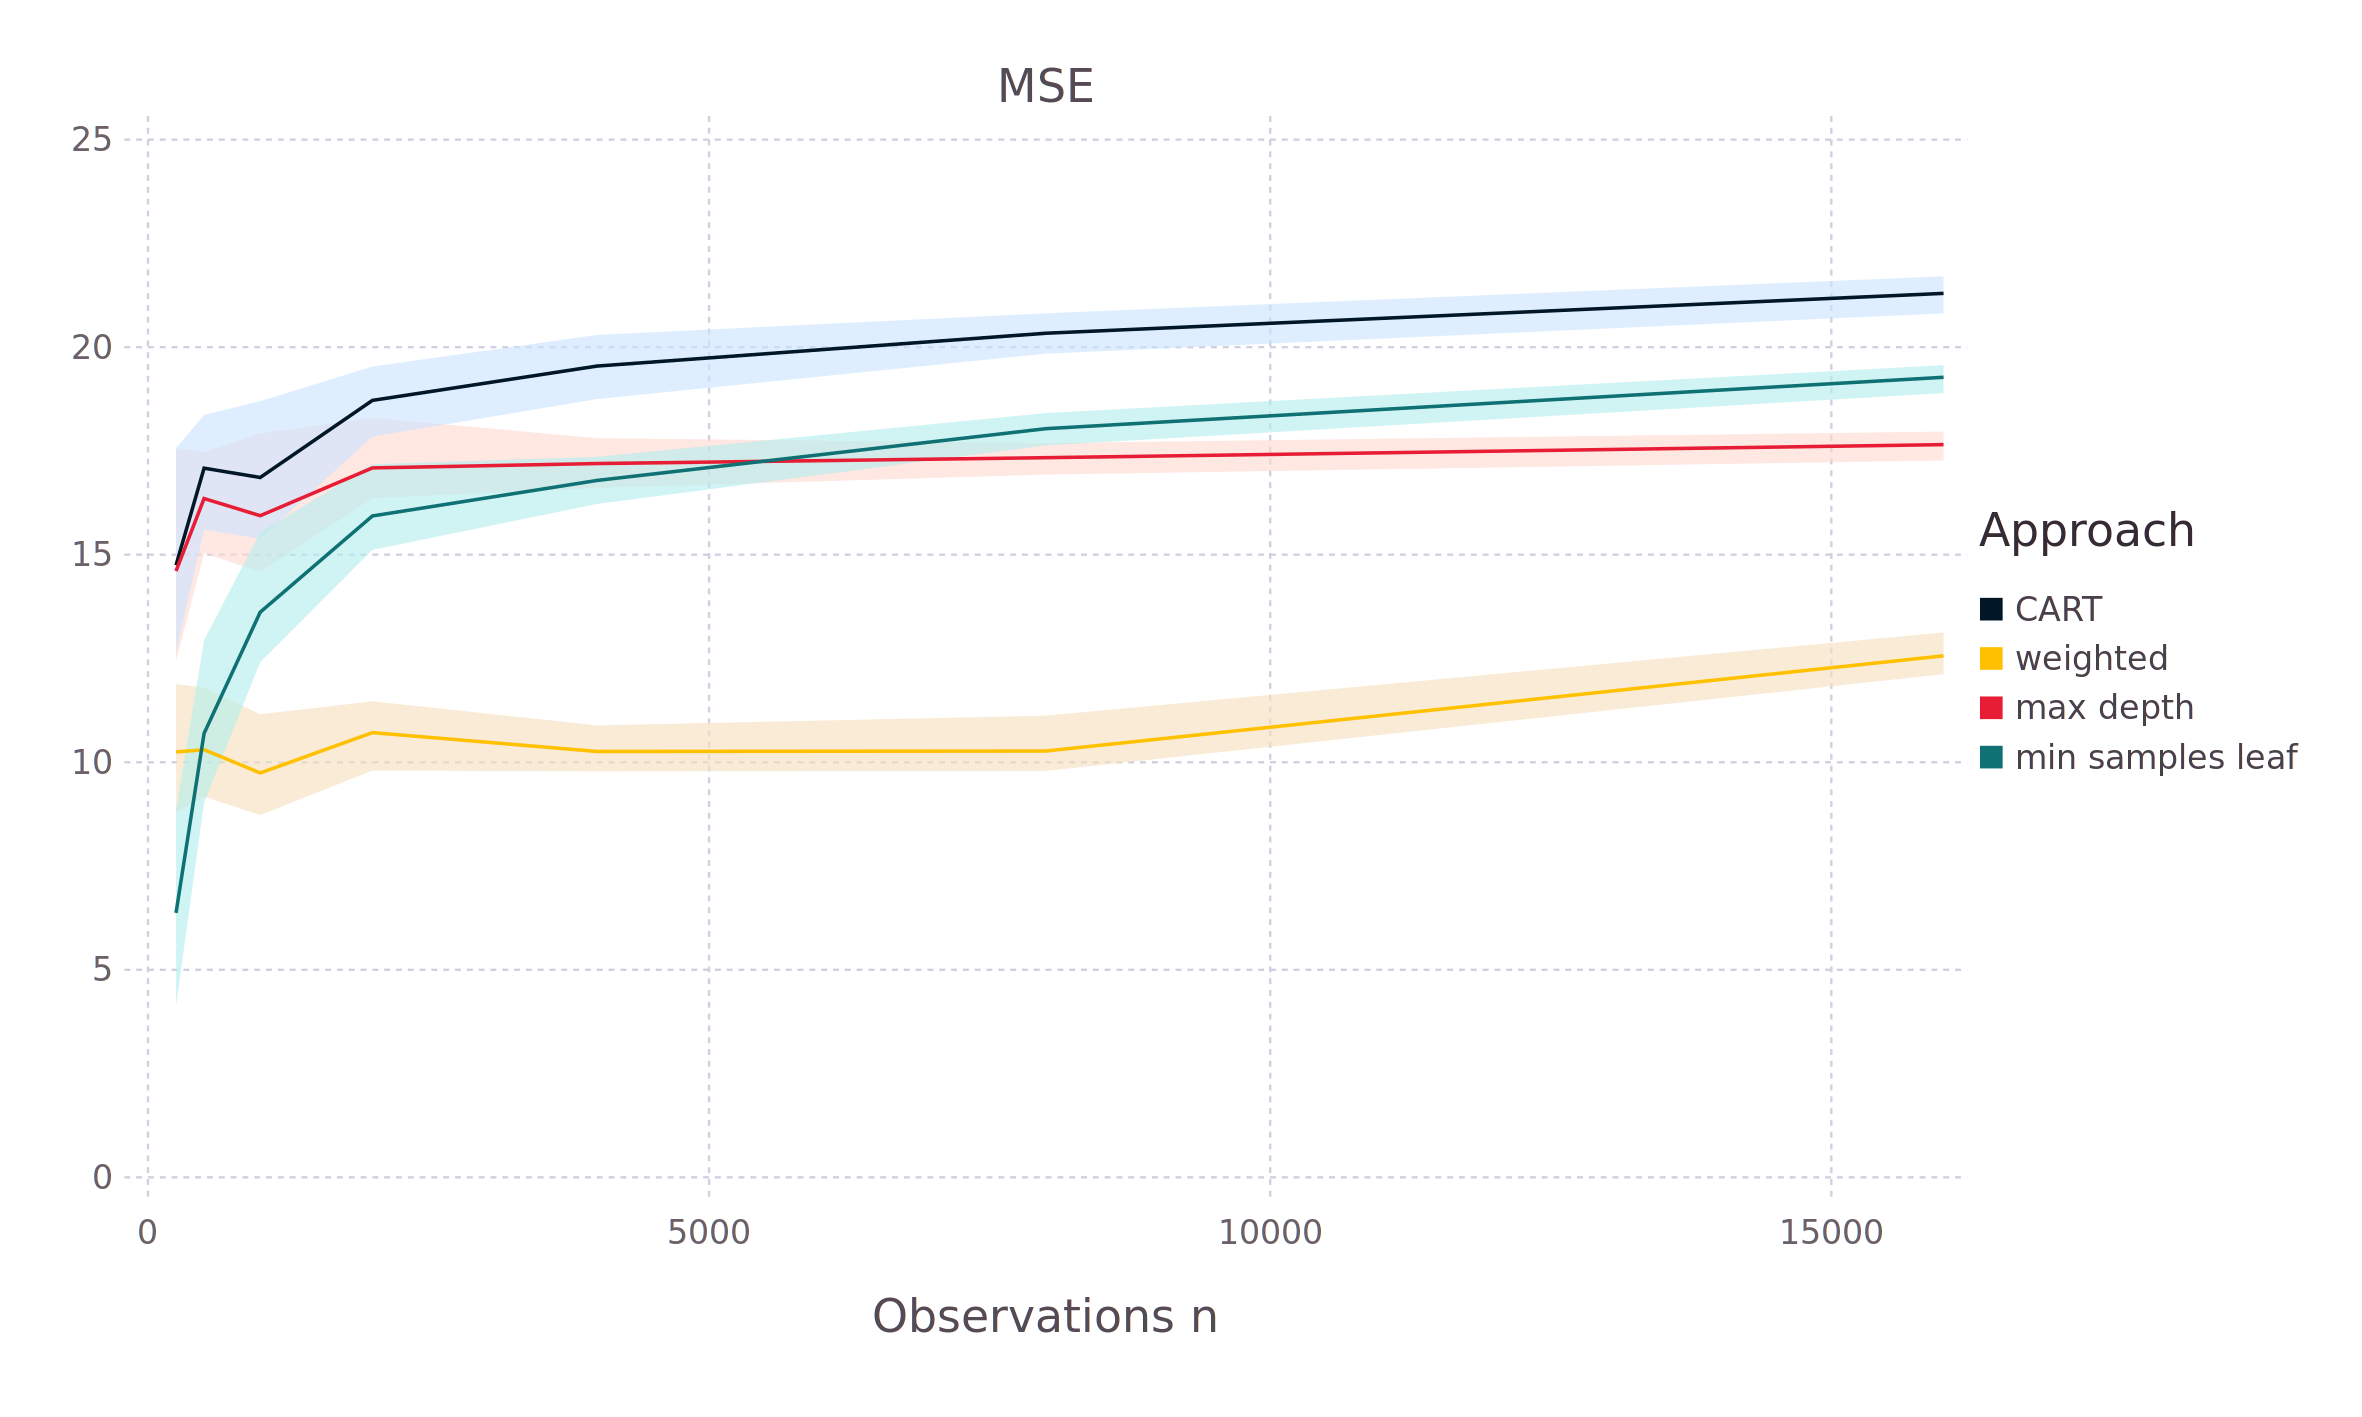 MSE
25
20
15
10
5
0
0 5000 10000 15000
Observations n
Approach
CART
weighted
max depth
min samples leaf